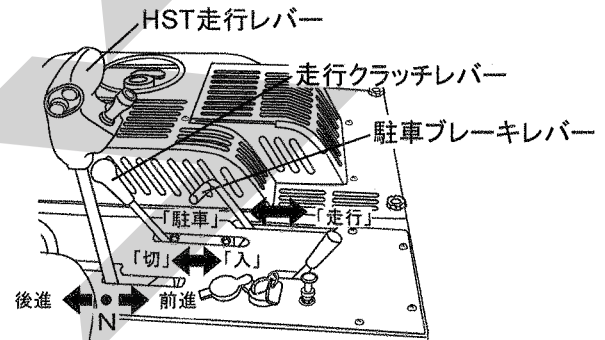 HST走行レバー
走行クラッチレバー
駐車ブレーキレバー
「駐車」 「走行」
「切」 「入」
後進 前進
N